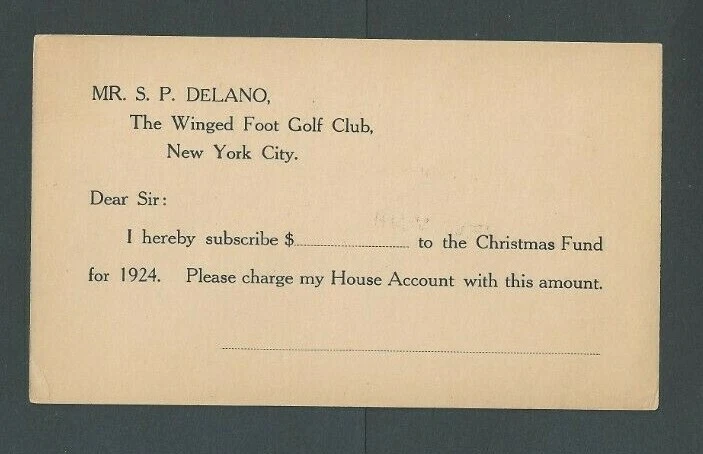 MR. S. P. DELANO,
The Winged Foot Golf Club,
New York City.
Dear Sir:
I hereby subscribe $.............................. to the Christmas Fund
for 1924. Please charge my House Account with this amount.